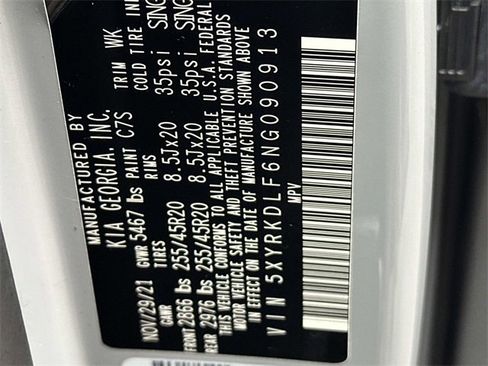 MANUFACTURED BY
KIA GEORGIA, INC.
NOV/29/21 GVWR 5467 lbs PAINT C7S TRIM WK
GAWR TIRES RIMS COLD TIRE
FRONT 2866 lbs 255/45R20 8.5Jx20 35psi
REAR 2976 lbs 255/45R20 8.5Jx20 35psi
THIS VEHICLE CONFORMS TO ALL APPLICABLE U.S.A. FEDERAL
MOTOR VEHICLE SAFETY AND THEFT PREVENTION STANDARDS
IN EFFECT ON THE DATE OF MANUFACTURE SHOWN ABOVE
VIN 5XYRKDLF6NG090913
MPV